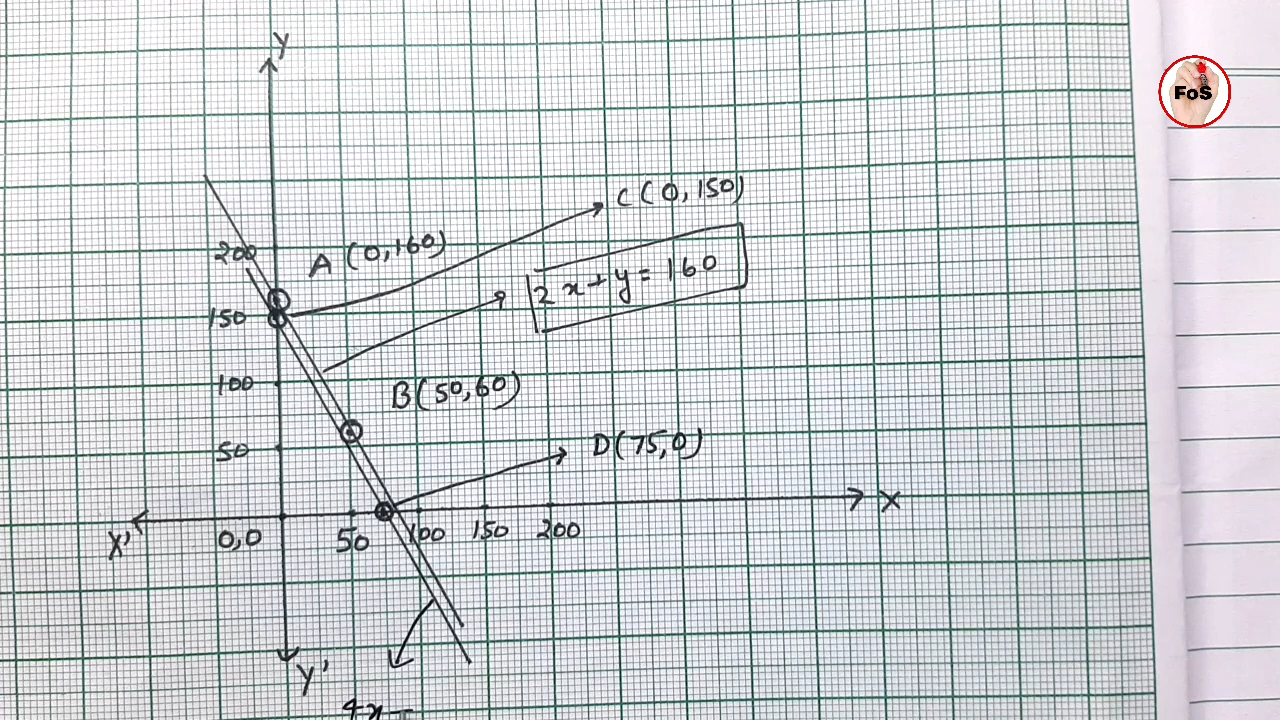 Y
FoS
C (0, 150)
200
A (0,160)
2x+y = 160
150
100
B(50,60)
50
D(75,0)
X
X'
0,0
50
100
150
200
Y'
4x